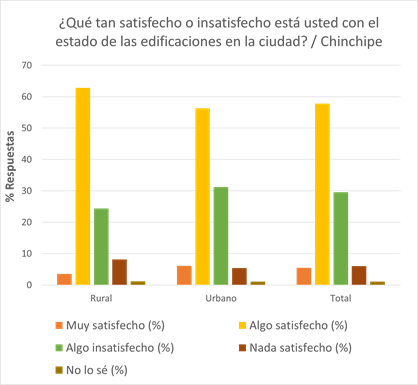 ¿Qué tan satisfecho o insatisfecho está usted con el
estado de las edificaciones en la ciudad? / Chinchipe
% Respuestas
70
60
50
40
30
20
10
0
Rural Urbano Total
Muy satisfecho (%) Algo satisfecho (%)
Algo insatisfecho (%) Nada satisfecho (%)
No lo sé (%)